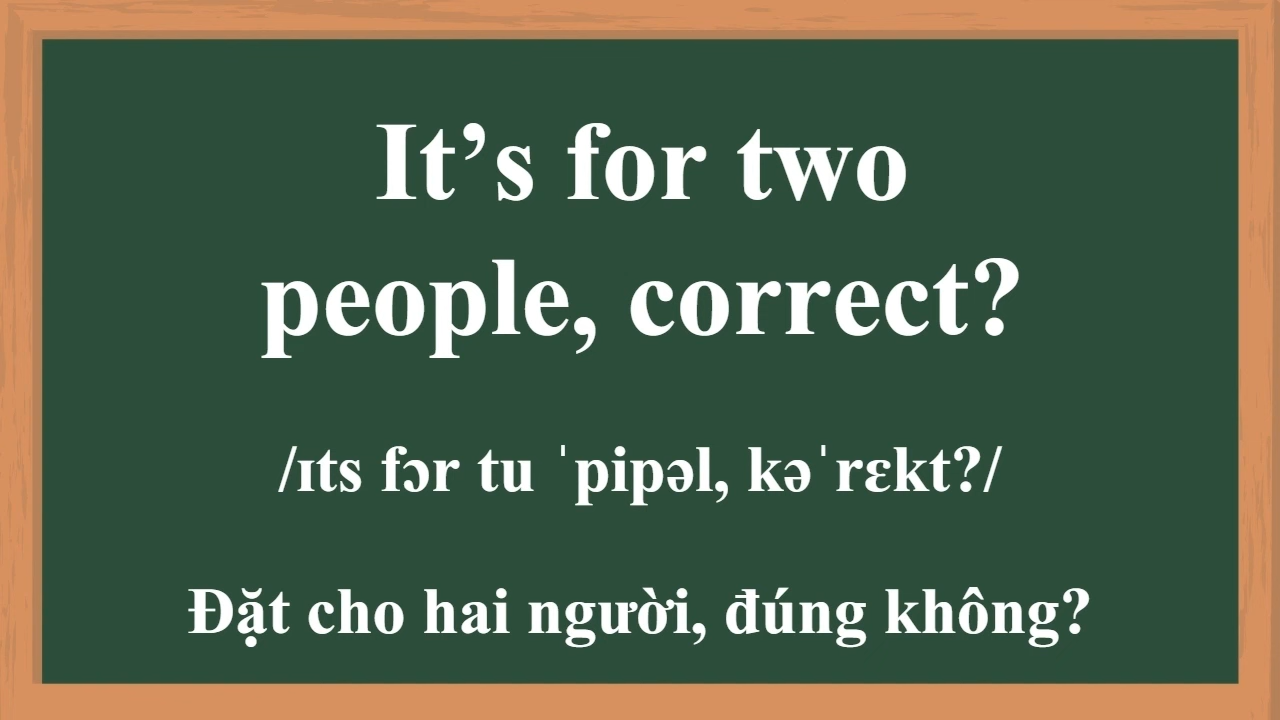 It’s for two
people, correct?
/ɪts fɔr tu ˈpipəl, kəˈrɛkt?/
Đặt cho hai người, đúng không?